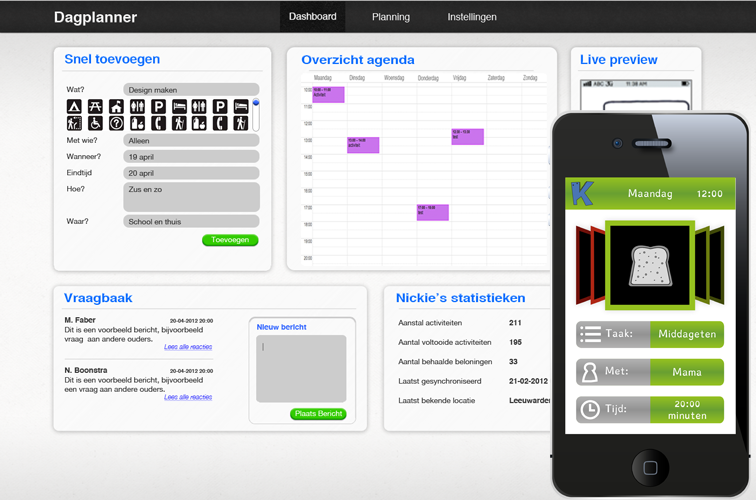 Dagplanner
Dashboard
Planning
Instellingen
Snel toevoegen
Wat?
Design maken
Met wie?
Alleen
Wanneer?
19 april
Eindtijd
20 april
Hoe?
Zus en zo
Waar?
School en thuis
Toevoegen
Overzicht agenda
Maandag
Dinsdag
Woensdag
Donderdag
Vrijdag
Zaterdag
Zondag
10:00
11:00
12:00
13:00
14:00
15:00
16:00
17:00
18:00
19:00
20:00
Live preview
ABC 3G
11:38 AM
Vraagbaak
M. Faber
20-04-2012 20:00
Dit is een voorbeeld bericht, bijvoorbeeld
vraag aan andere ouders.
Lees alle reacties
N. Boonstra
20-04-2012 20:00
Dit is een voorbeeld bericht, bijvoorbeeld
een vraag aan andere ouders.
Lees alle reacties
Nieuw bericht
Plaats Bericht
Nickie's statistieken
Aanstal activiteiten 211
Aantal voltooide activiteiten 195
Aantal behaalde beloningen 33
Laatst gesynchroniseerd 21-02-2012
Laatst bekende locatie Leeuwarden
K
Maandag
12:00
Taak:
Middageten
Met:
Mama
Tijd:
20:00
minuten